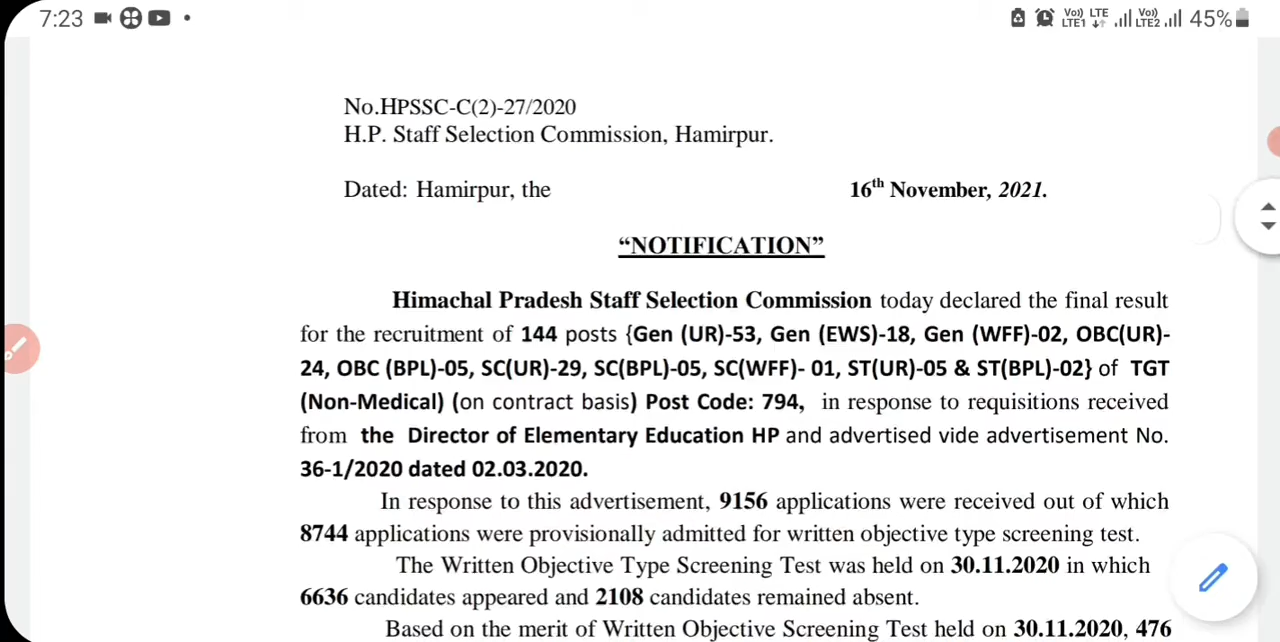 7:23
Vo)) LTE
LTE1
Vo))
LTE2
45%
No.HPSSC-C(2)-27/2020
H.P. Staff Selection Commission, Hamirpur.
Dated: Hamirpur, the 16th November, 2021.
“NOTIFICATION”
Himachal Pradesh Staff Selection Commission today declared the final result
for the recruitment of 144 posts {Gen (UR)-53, Gen (EWS)-18, Gen (WFF)-02, OBC(UR)-
24, OBC (BPL)-05, SC(UR)-29, SC(BPL)-05, SC(WFF)- 01, ST(UR)-05 & ST(BPL)-02} of TGT
(Non-Medical) (on contract basis) Post Code: 794, in response to requisitions received
from the Director of Elementary Education HP and advertised vide advertisement No.
36-1/2020 dated 02.03.2020.
In response to this advertisement, 9156 applications were received out of which
8744 applications were provisionally admitted for written objective type screening test.
The Written Objective Type Screening Test was held on 30.11.2020 in which
6636 candidates appeared and 2108 candidates remained absent.
Based on the merit of Written Objective Screening Test held on 30.11.2020, 476